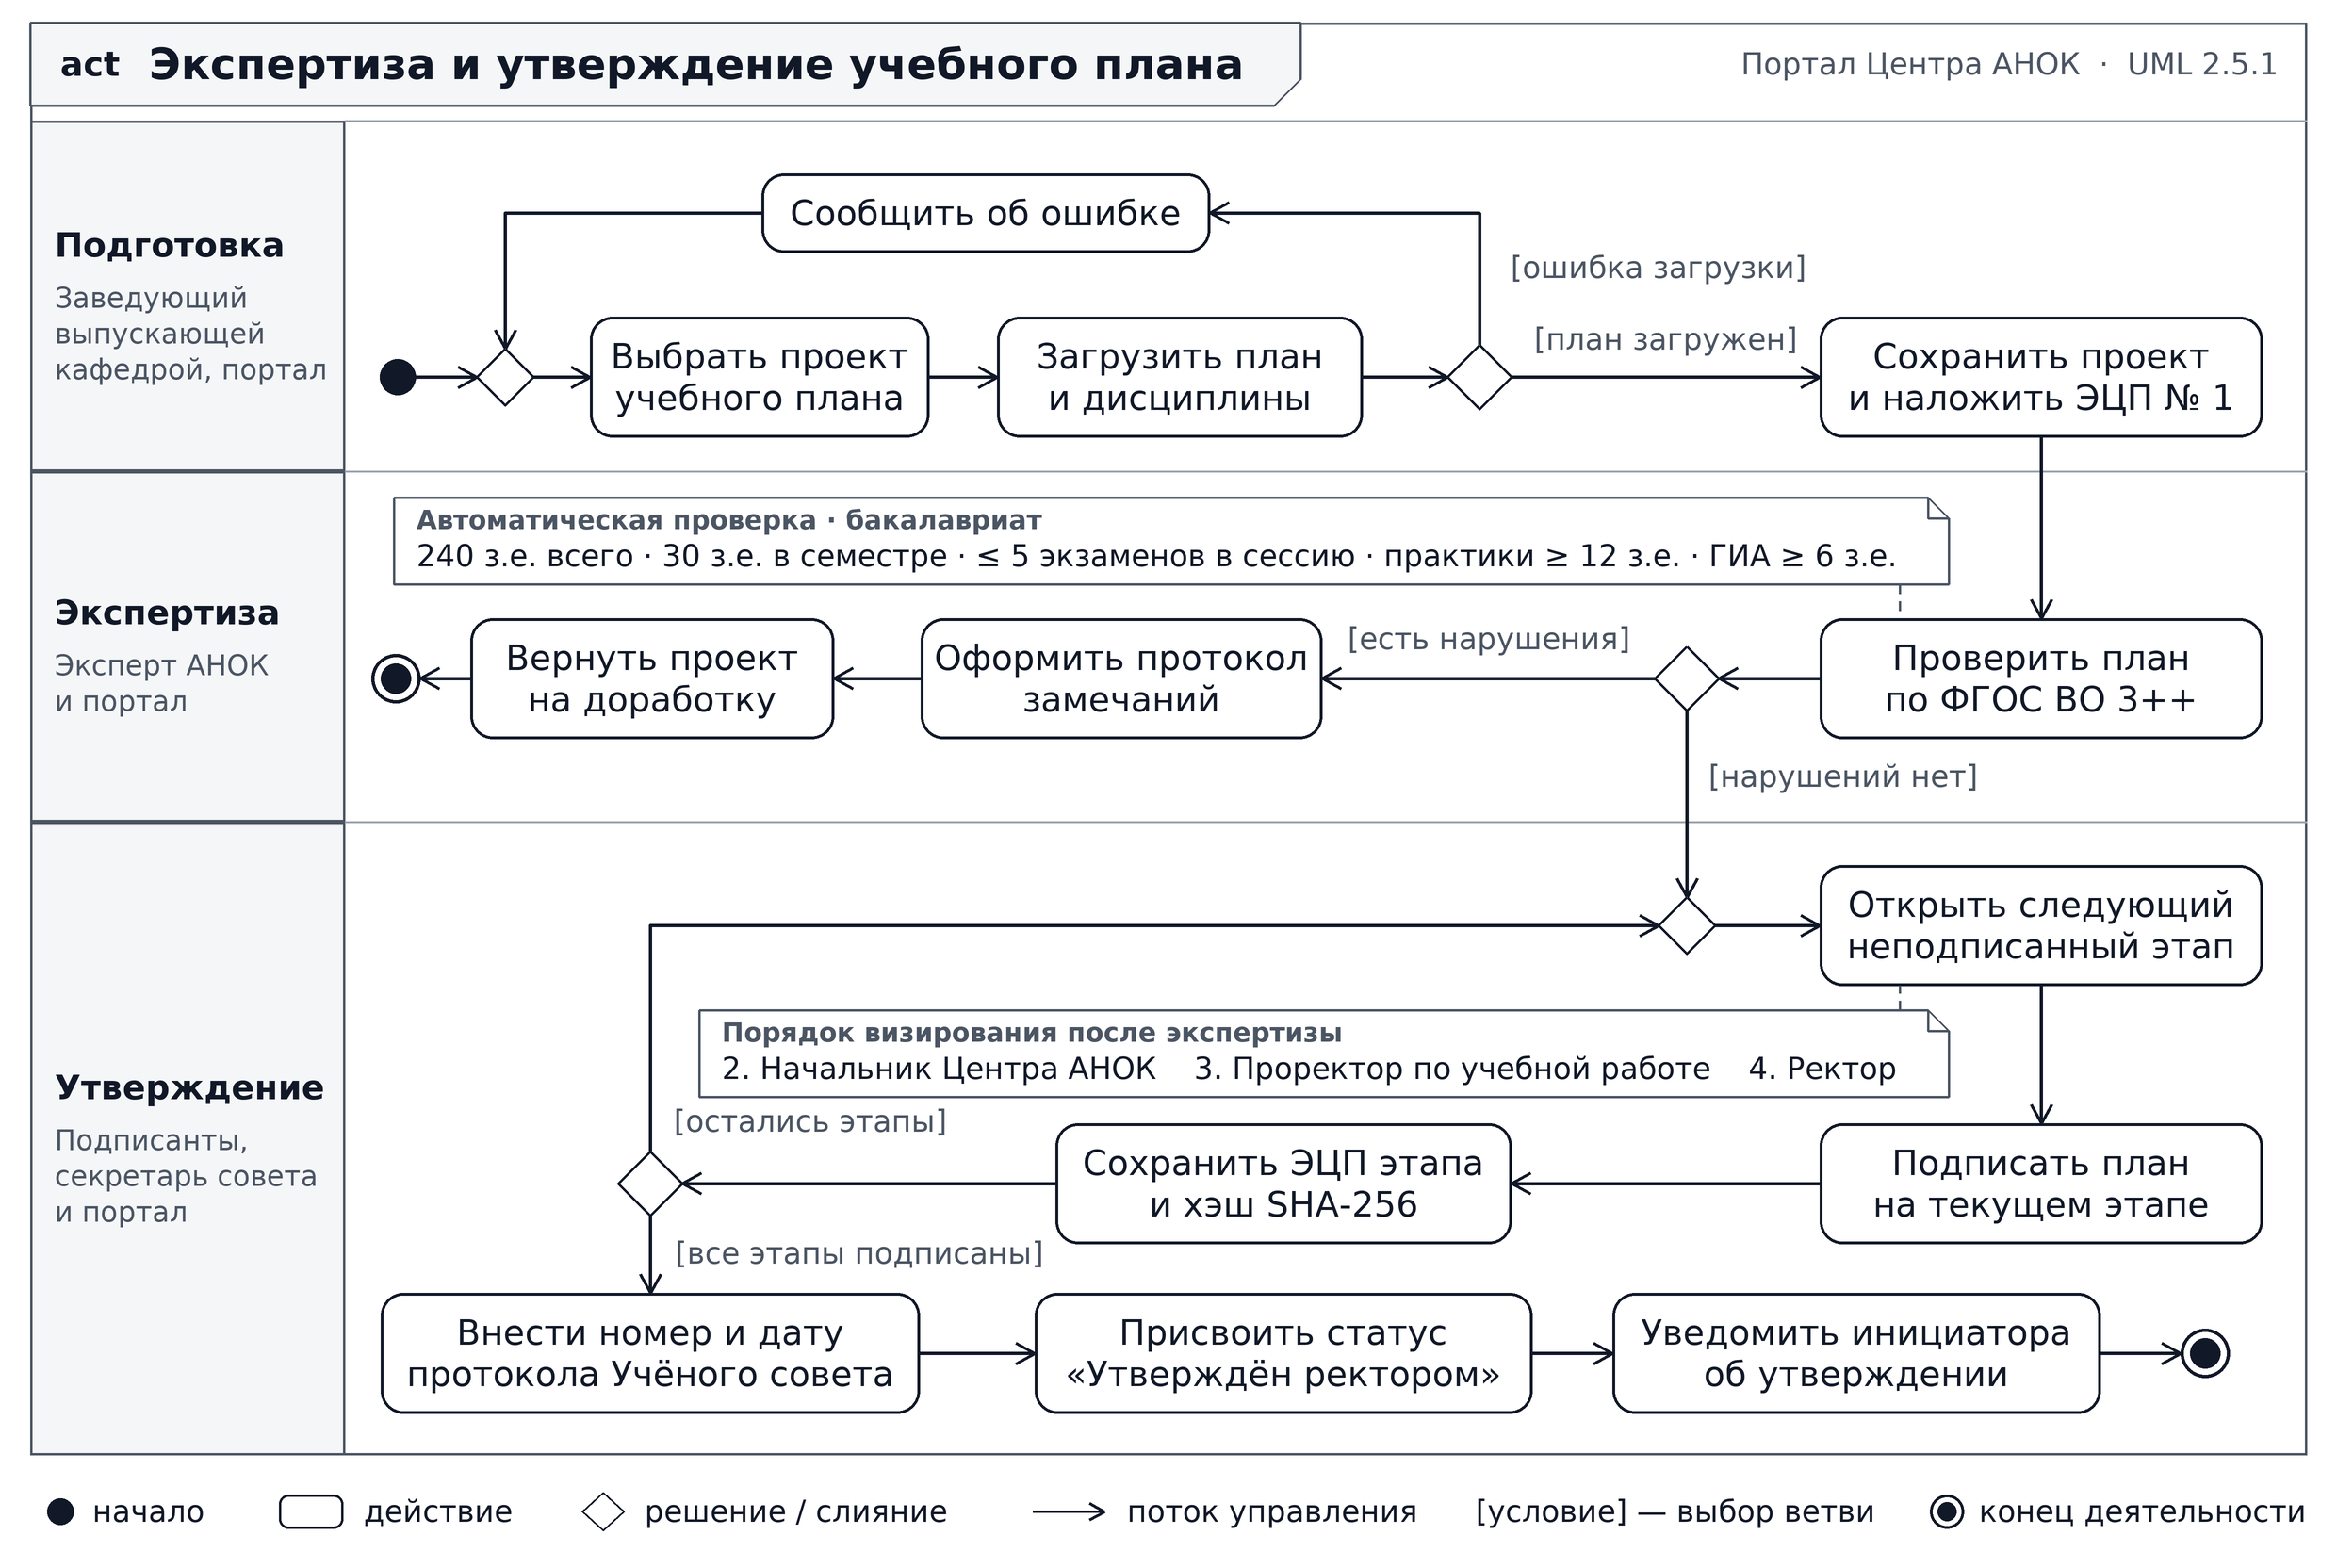 act Экспертиза и утверждение учебного плана
Портал Центра АНОК · UML 2.5.1
Подготовка
Заведующий
выпускающей
кафедрой, портал
Сообщить об ошибке
[ошибка загрузки]
[план загружен]
Выбрать проект
учебного плана
Загрузить план
и дисциплины
Сохранить проект
и наложить ЭЦП № 1
Экспертиза
Эксперт АНОК
и портал
Автоматическая проверка · бакалавриат
240 з.е. всего · 30 з.е. в семестре · ≤ 5 экзаменов в сессию · практики ≥ 12 з.е. · ГИА ≥ 6 з.е.
Вернуть проект
на доработку
Оформить протокол
замечаний
[есть нарушения]
Проверить план
по ФГОС ВО 3++
[нарушений нет]
Утверждение
Подписанты,
секретарь совета
и портал
Открыть следующий
неподписанный этап
Порядок визирования после экспертизы
2. Начальник Центра АНОК 3. Проректор по учебной работе 4. Ректор
[остались этапы]
Сохранить ЭЦП этапа
и хэш SHA-256
Подписать план
на текущем этапе
[все этапы подписаны]
Внести номер и дату
протокола Учёного совета
Присвоить статус
«Утверждён ректором»
Уведомить инициатора
об утверждении
начало
действие
решение / слияние
поток управления
[условие] — выбор ветви
конец деятельности